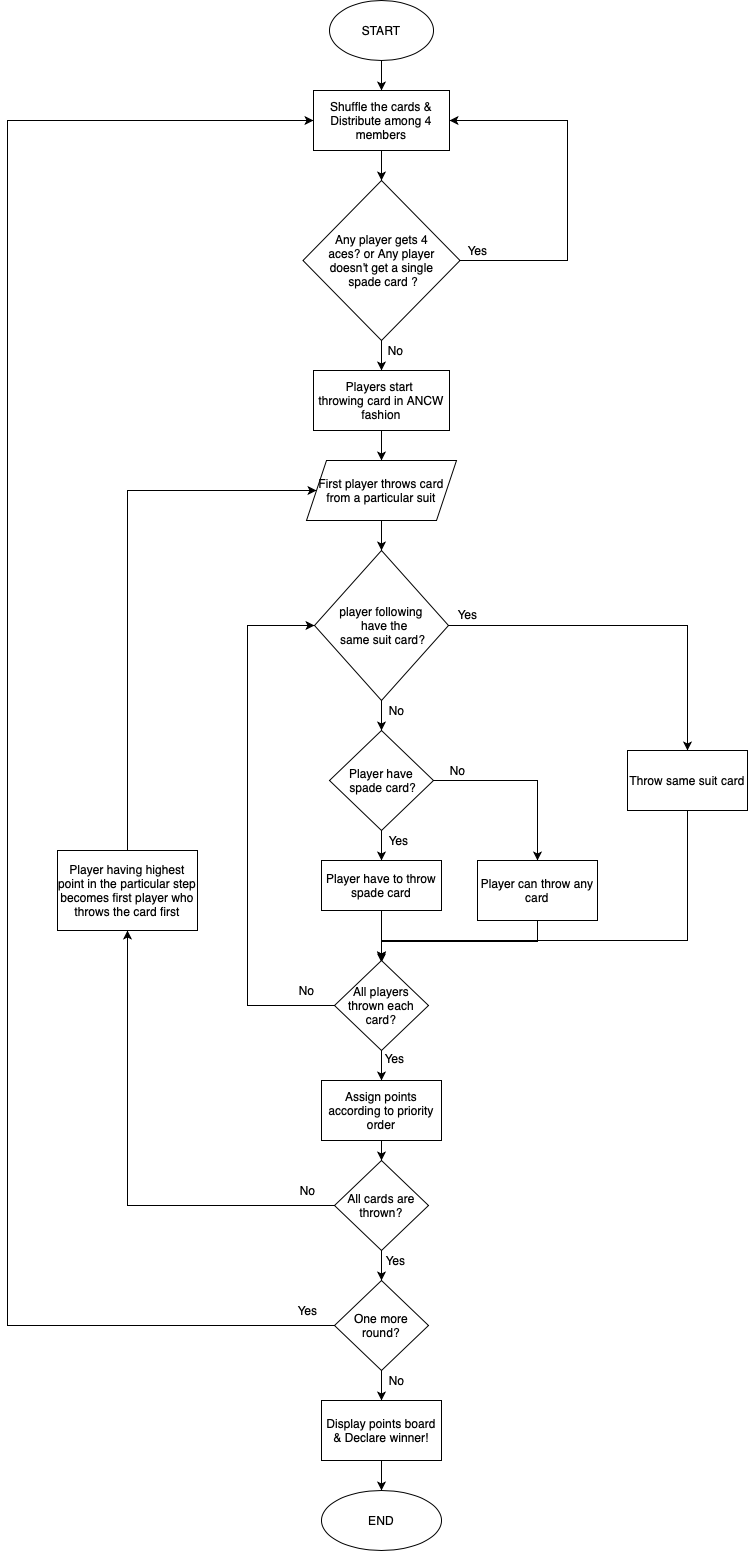 START
Shuffle the cards &
Distribute among 4
members
Any player gets 4
aces? or Any player
doesn't get a single
spade card ?
Yes
No
Players start
throwing card in ANCW
fashion
First player throws card
from a particular suit
player following
have the
same suit card?
Yes
No
Player have
spade card?
No
Throw same suit card
Yes
Player have to throw
spade card
Player can throw any
card
Player having highest
point in the particular step
becomes first player who
throws the card first
All players
thrown each
card?
No
Yes
Assign points
according to priority
order
All cards are
thrown?
No
Yes
One more
round?
Yes
No
Display points board
& Declare winner!
END